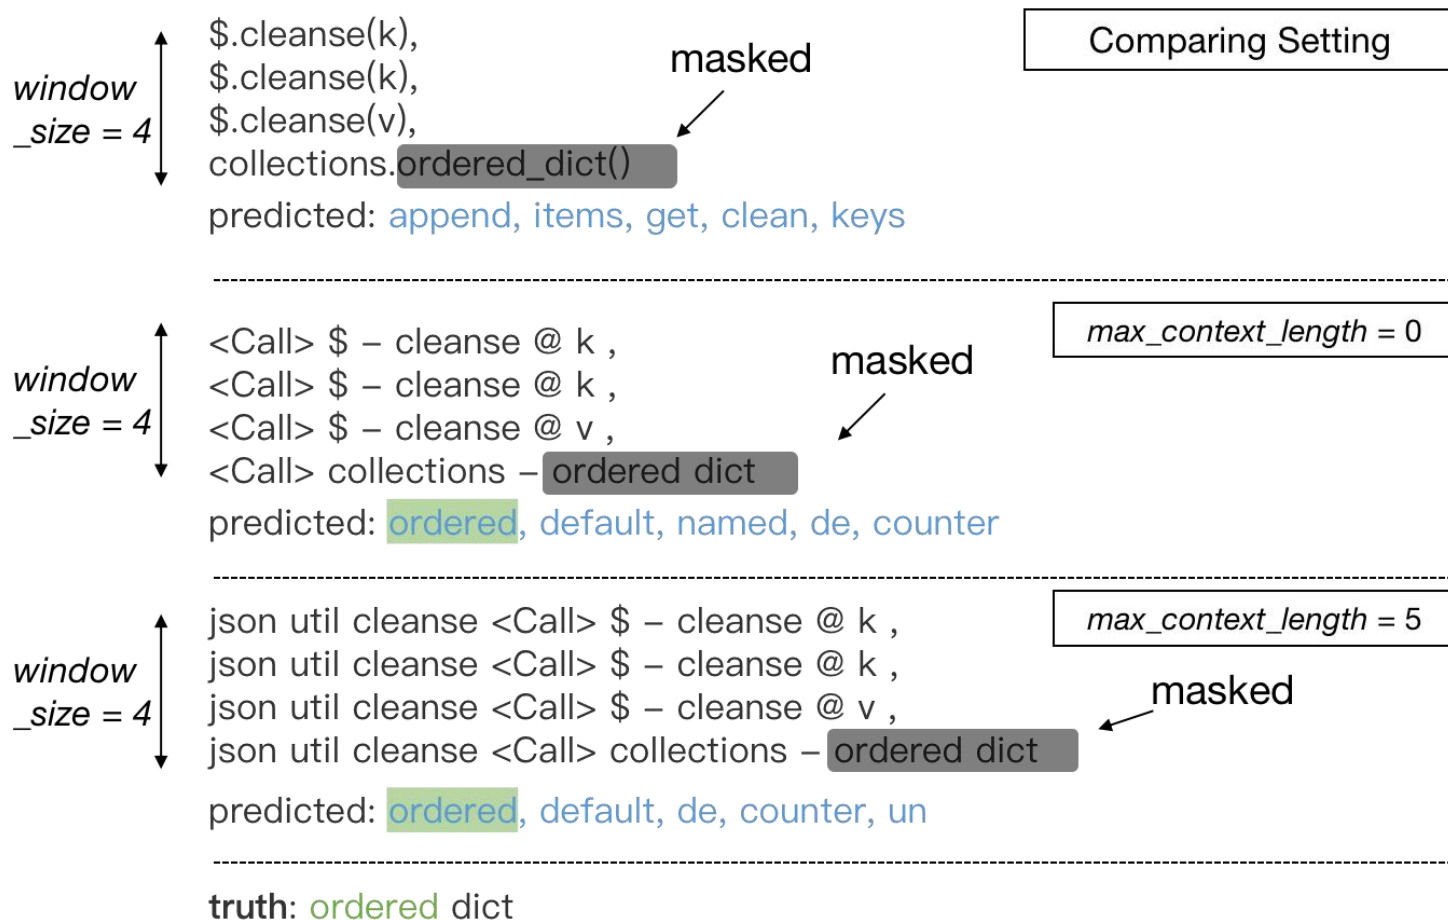 $.cleanse(k),
Comparing Setting
masked
$.cleanse(k),
window
_size = 4
$.cleanse(v),
collections.ordered_dict()
predicted: append, items, get, clean, keys
<Call> $ – cleanse @ k ,
max_context_length = 0
masked
<Call> $ – cleanse @ k ,
window
_size = 4
<Call> $ – cleanse @ v ,
<Call> collections – ordered dict
predicted: ordered, default, named, de, counter
json util cleanse <Call> $ – cleanse @ k ,
max_context_length = 5
json util cleanse <Call> $ – cleanse @ k ,
window
_size = 4
masked
json util cleanse <Call> $ – cleanse @ v ,
json util cleanse <Call> collections – ordered dict
predicted: ordered, default, de, counter, un
truth: ordered dict